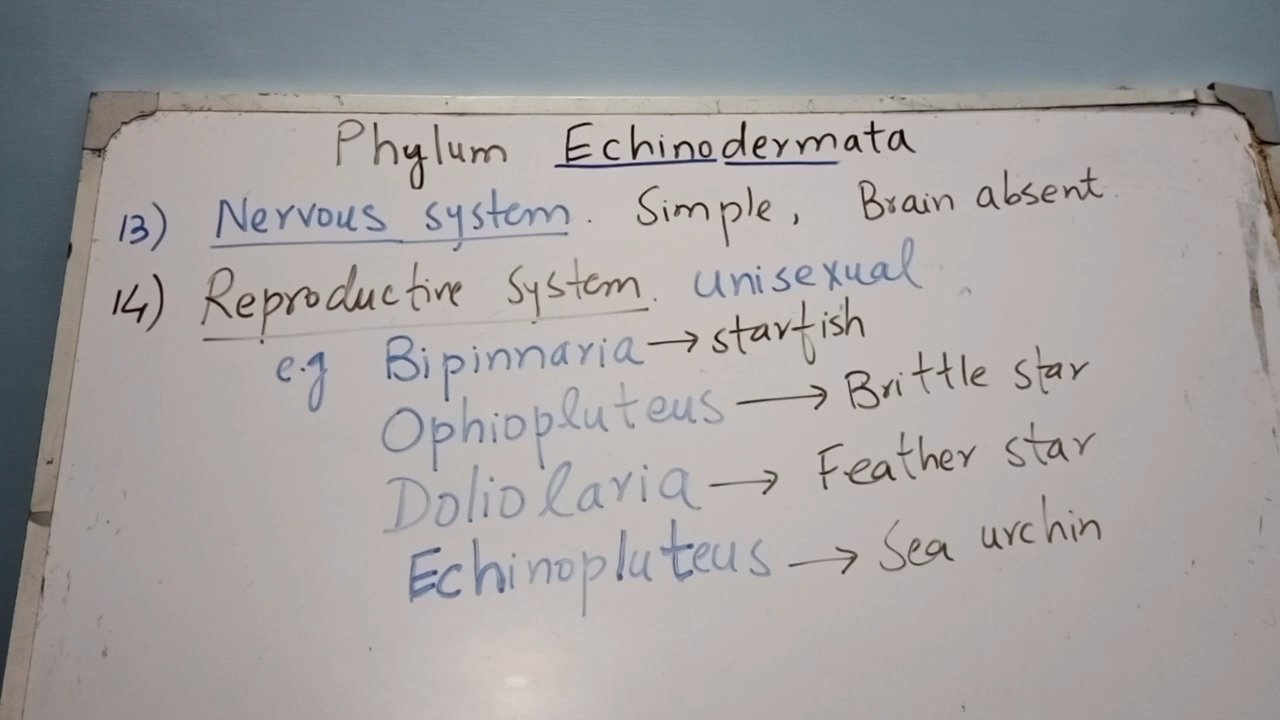 Phylum Echinodermata
13) Nervous system. Simple, Brain absent.
14) Reproductive System. unisexual
e.g Bipinnaria → starfish
Ophiopluteus → Brittle star
Doliolaria → Feather star
Echinopluteus → Sea urchin